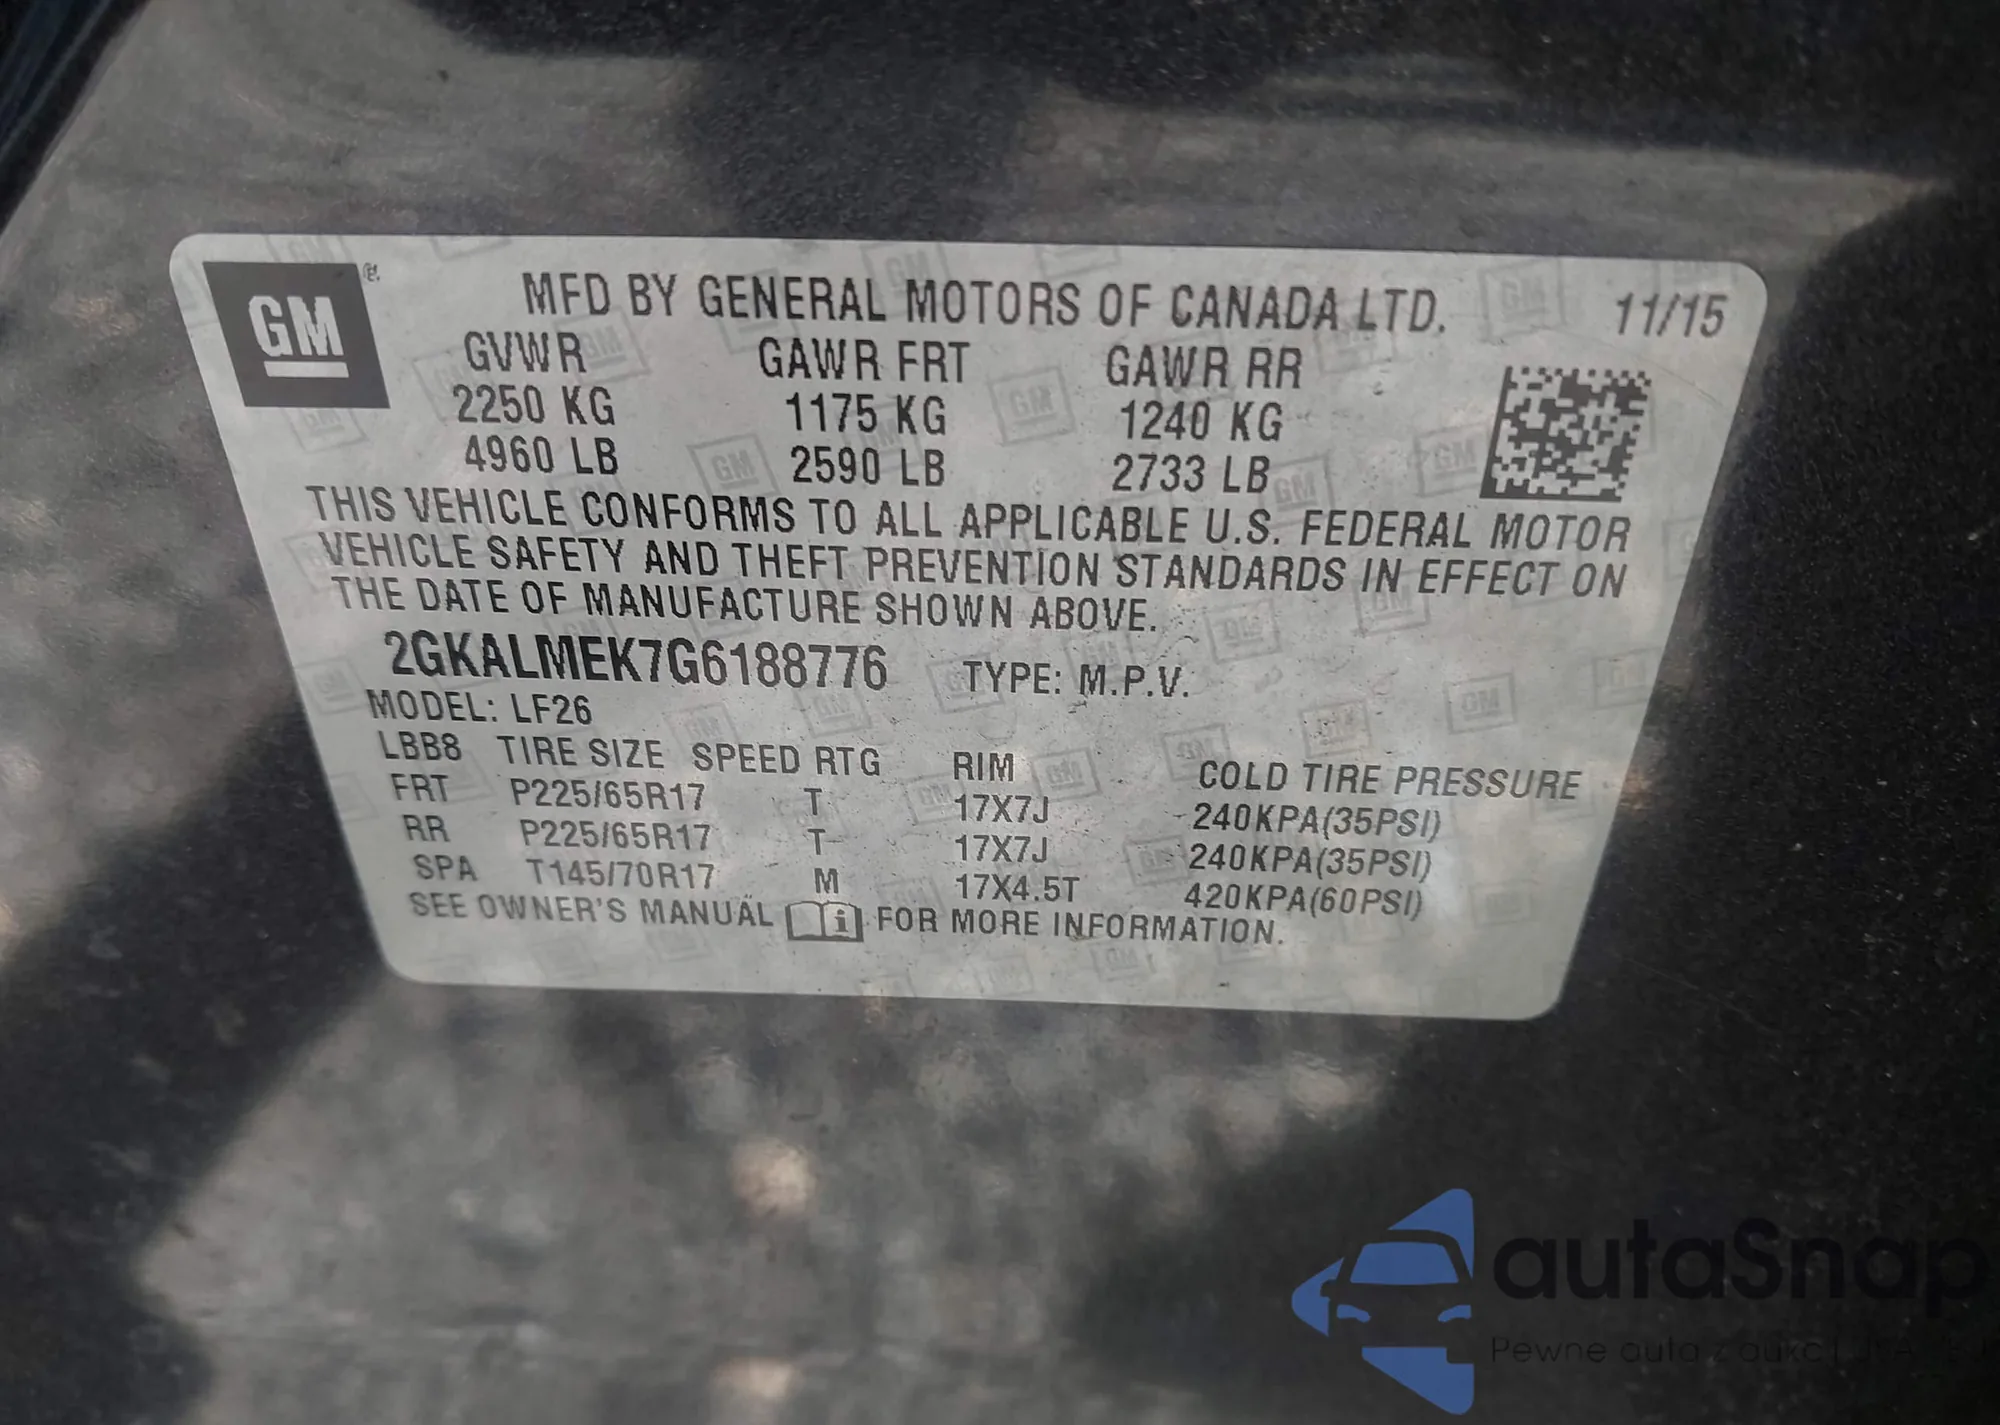 GM
MFD BY GENERAL MOTORS OF CANADA LTD. 11/15
GVWR GAWR FRT GAWR RR
2250 KG 1175 KG 1240 KG
4960 LB 2590 LB 2733 LB
THIS VEHICLE CONFORMS TO ALL APPLICABLE U.S. FEDERAL MOTOR
VEHICLE SAFETY AND THEFT PREVENTION STANDARDS IN EFFECT ON
THE DATE OF MANUFACTURE SHOWN ABOVE.
2GKALMEK7G6188776 TYPE: M.P.V.
MODEL: LF26
LBB8 TIRE SIZE SPEED RTG RIM COLD TIRE PRESSURE
FRT P225/65R17 T 17X7J 240KPA(35PSI)
RR P225/65R17 T 17X7J 240KPA(35PSI)
SPA T145/70R17 M 17X4.5T 420KPA(60PSI)
SEE OWNER'S MANUAL i FOR MORE INFORMATION.
autaSnap
Pewne auta z aukcji